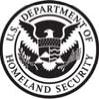 U.S. DEPARTMENT OF
HOMELAND SECURITY